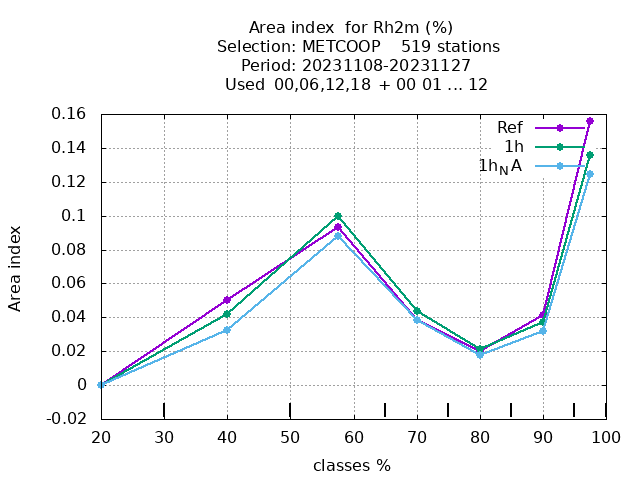 Area index  for Rh2m (%)
Selection: METCOOP    519 stations
Period: 20231108-20231127
Used  00,06,12,18 + 00 01 ... 12
0.16
0.14
0.12
0.1
0.08
0.06
0.04
0.02
0
-0.02
Ref
1h
1h_N A
Area index
20 30 40 50 60 70 80 90 100
classes %